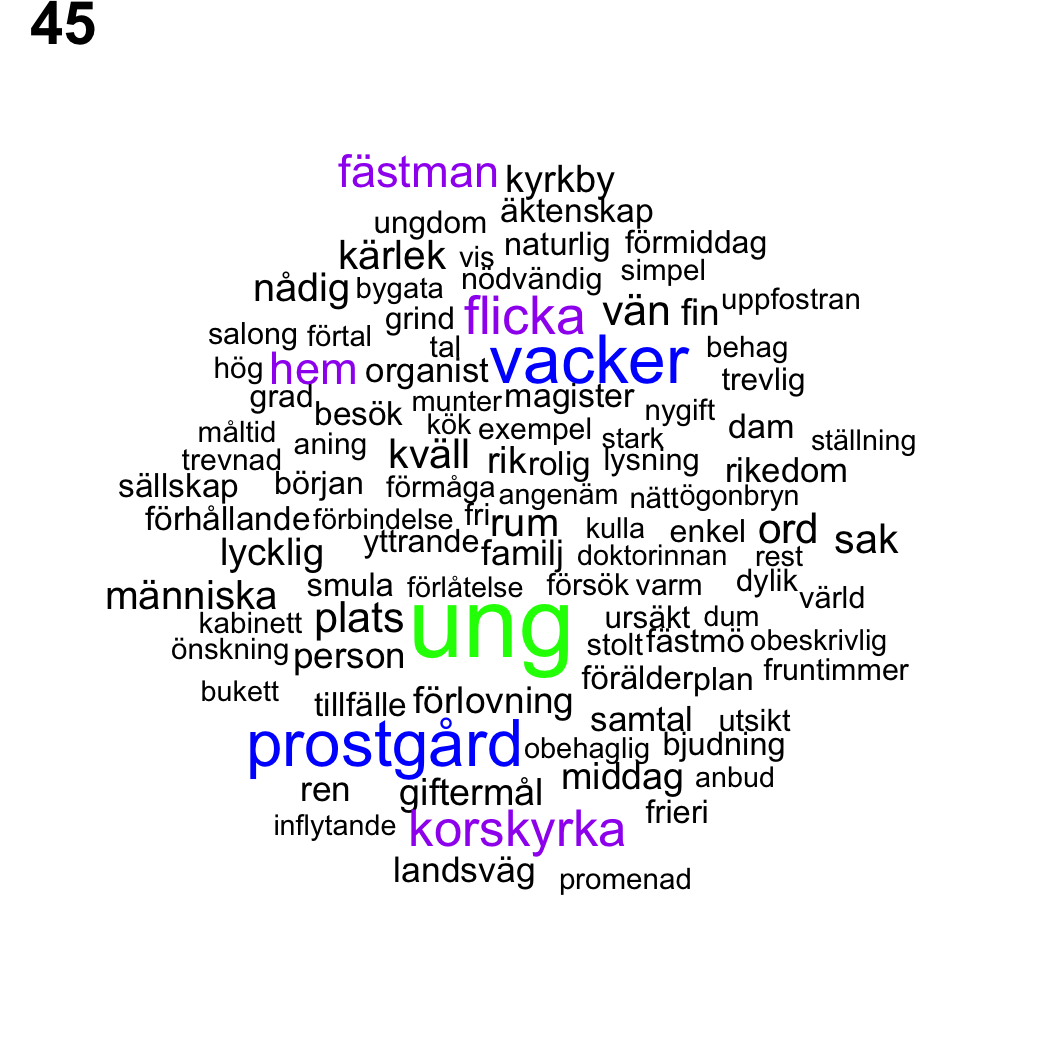 45
fästman kyrkby
ungdom äktenskap
kärlek vis naturlig förmiddag
nådig bygata nödvändig simpel
grind flicka vän fin uppfostran
salong förtal tal vacker behag
hög hem organist trevlig
grad besök munter magister nygift
måltid aning kök exempel stark dam ställning
trevnad kväll rik rolig lysning rikedom
sällskap början förmåga angenäm nätt ögonbryn
förhållande förbindelse fri rum kulla enkel ord sak
lycklig yttrande familj doktorinnan rest
människa smula förlåtelse försök varm dylik värld
kabinett plats ung ursäkt dum
önskning person stolt fästmö obeskrivlig
bukett förälder plan fruntimmer
tillfälle förlovning samtal utsikt
prostgård obehaglig bjudning
ren giftermål middag anbud
inflytande korskyrka frieri
landsväg promenad